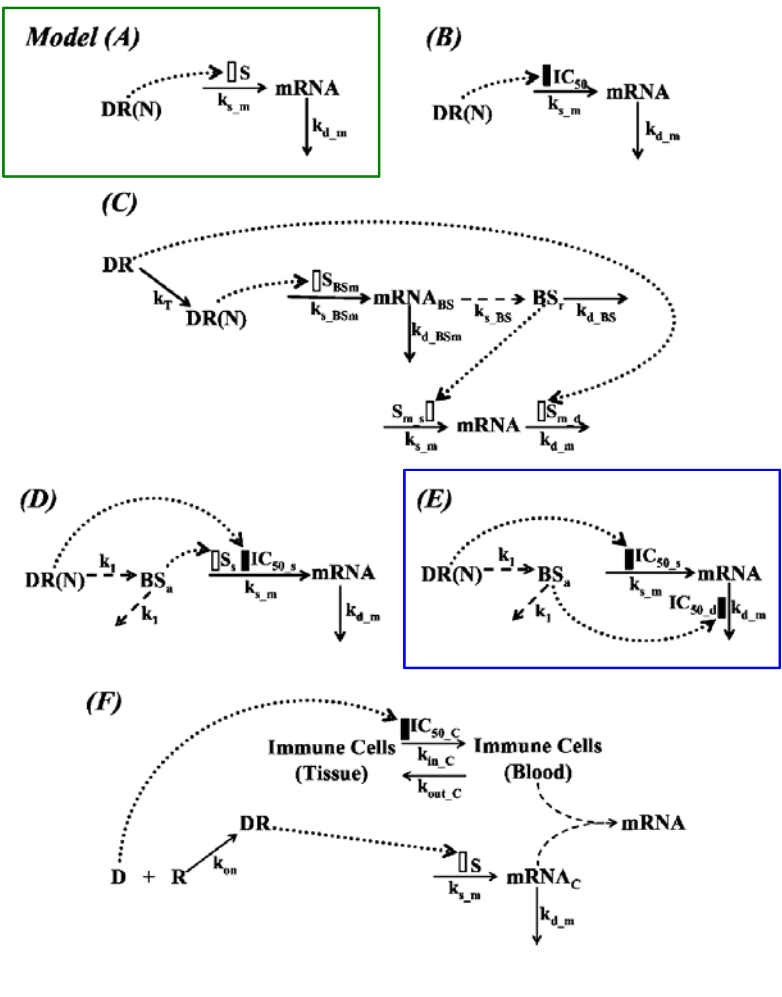 Model (A)
S
DR(N)
k_s_m
mRNA
k_d_m
(B)
IC50
DR(N)
k_s_m
mRNA
k_d_m
(C)
DR
k_T
DR(N)
S_BSm
k_s_BSm
mRNA_BS
k_d_BSm
k_s_BS
BS_r
k_d_BS
S_m_s
k_s_m
mRNA
S_m_d
k_d_m
(D)
DR(N)
k_1
BS_a
k_1
S_s
IC50_s
k_s_m
mRNA
k_d_m
(E)
DR(N)
k_1
BS_a
k_1
IC50_s
k_s_m
mRNA
IC50_d
k_d_m
(F)
IC50_C
Immune Cells
(Tissue)
k_in_C
k_out_C
Immune Cells
(Blood)
mRNA
DR
D + R
k_on
S
k_s_m
mRNA_C
k_d_m